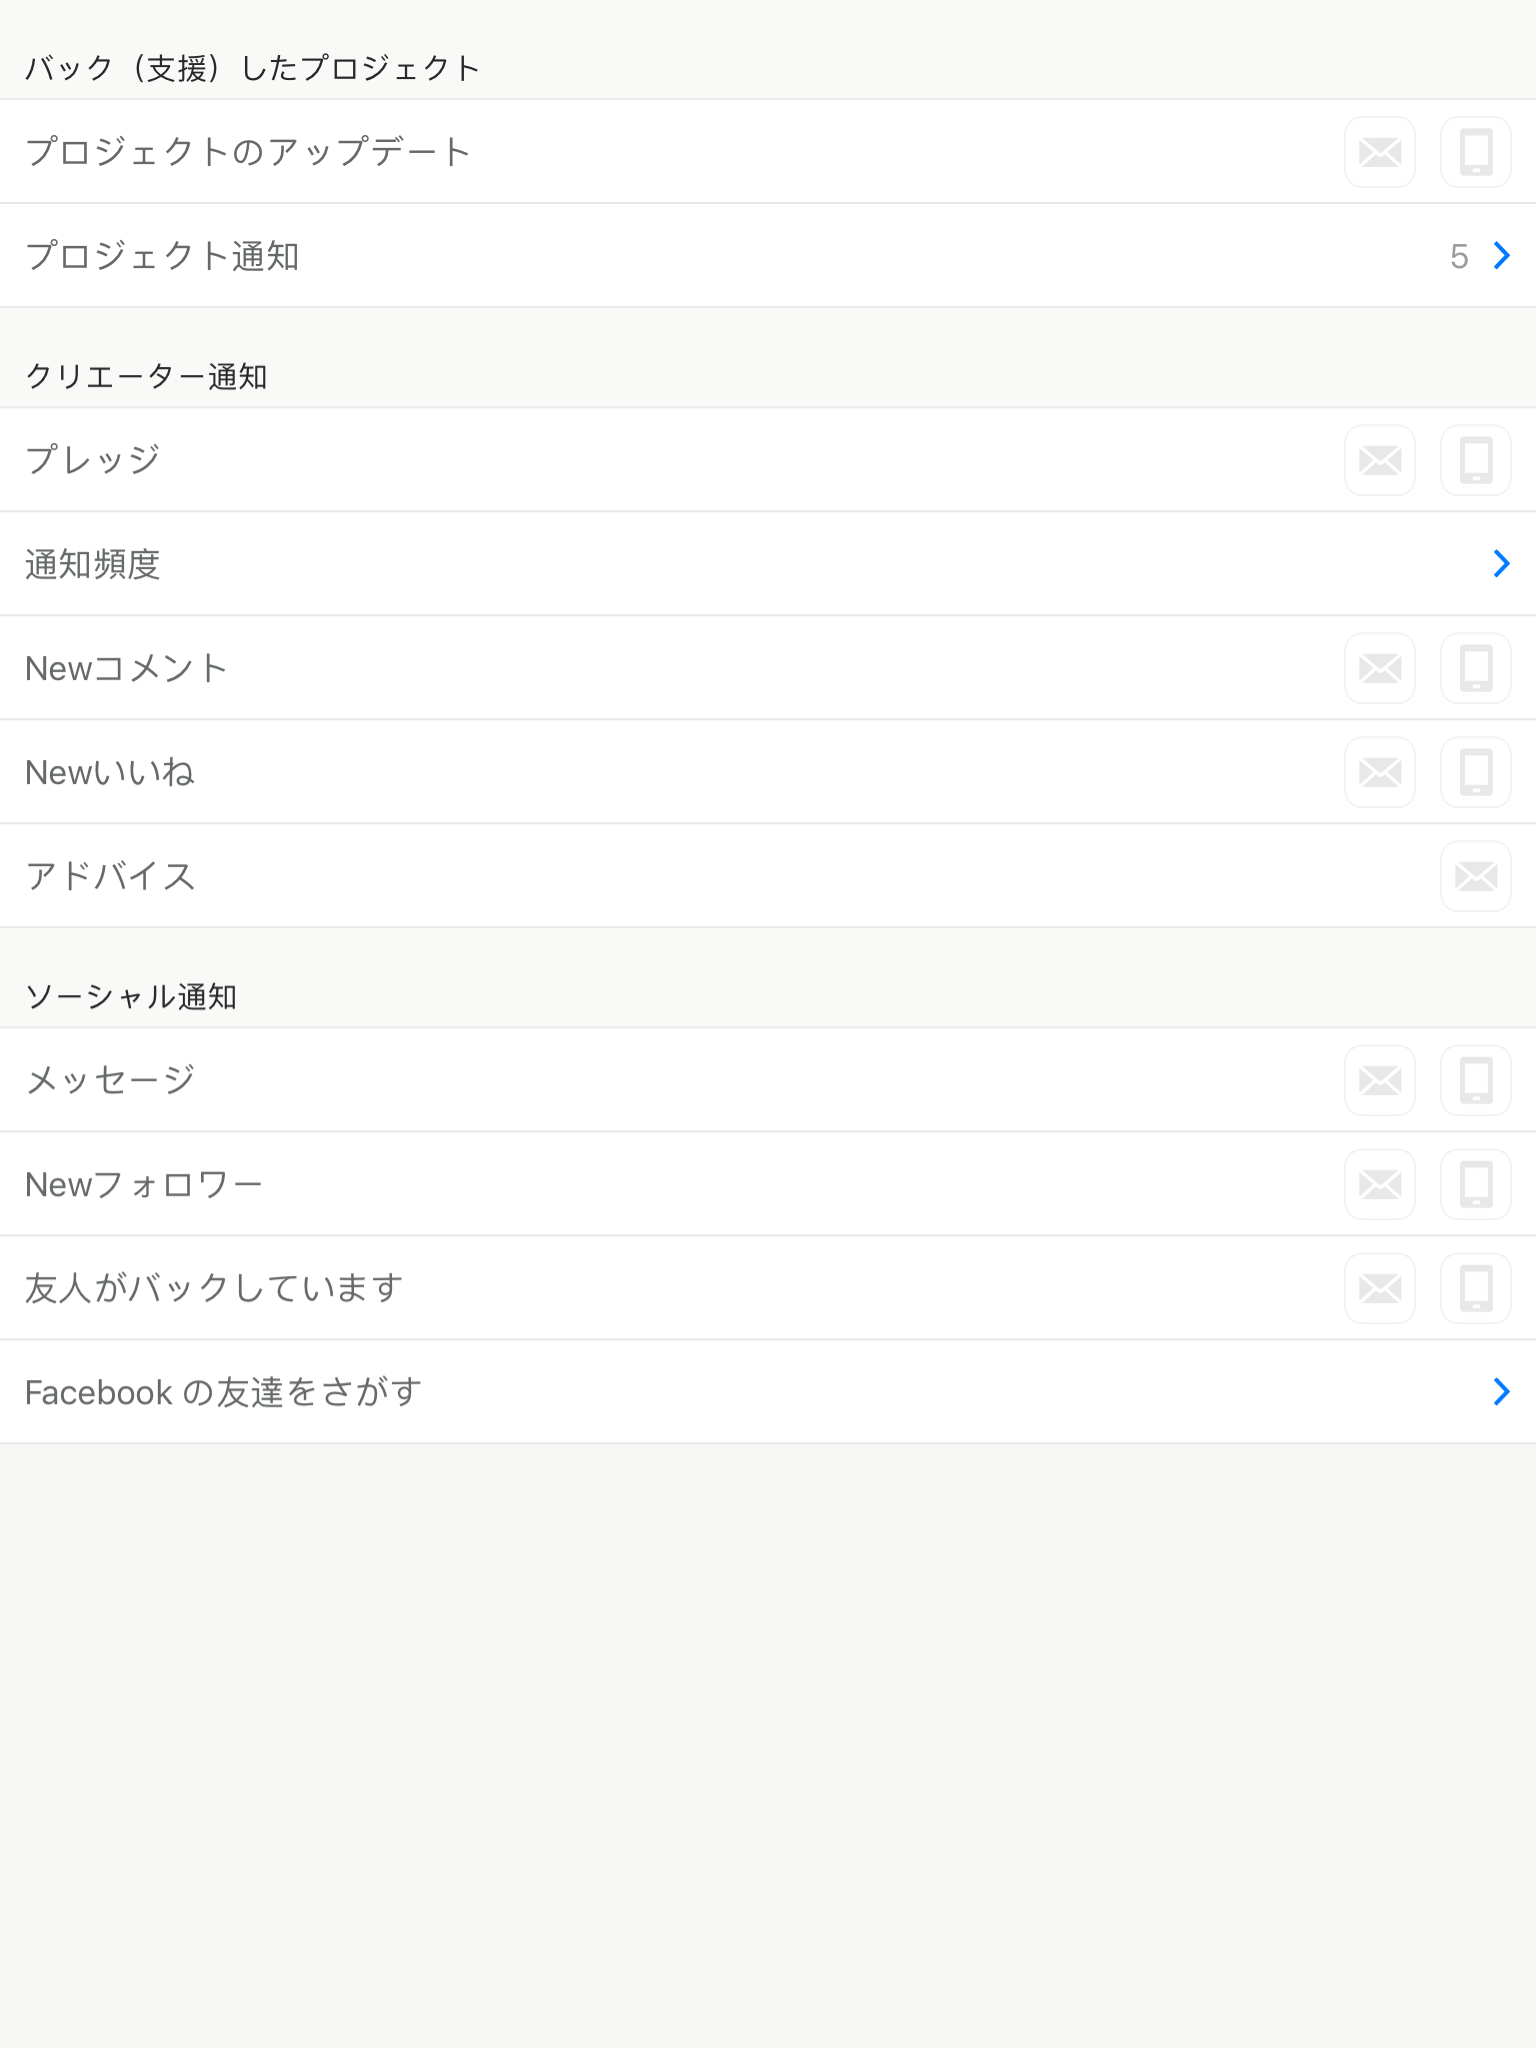 バック（支援）したプロジェクト
プロジェクトのアップデート
プロジェクト通知 5
クリエーター通知
プレッジ
通知頻度
Newコメント
Newいいね
アドバイス
ソーシャル通知
メッセージ
Newフォロワー
友人がバックしています
Facebook の友達をさがす